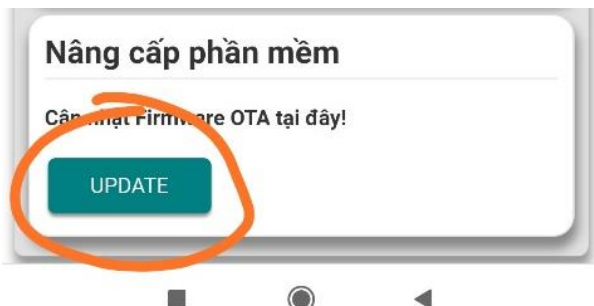 Nâng cấp phần mềm
Cập nhật Firmware OTA tại đây!
UPDATE